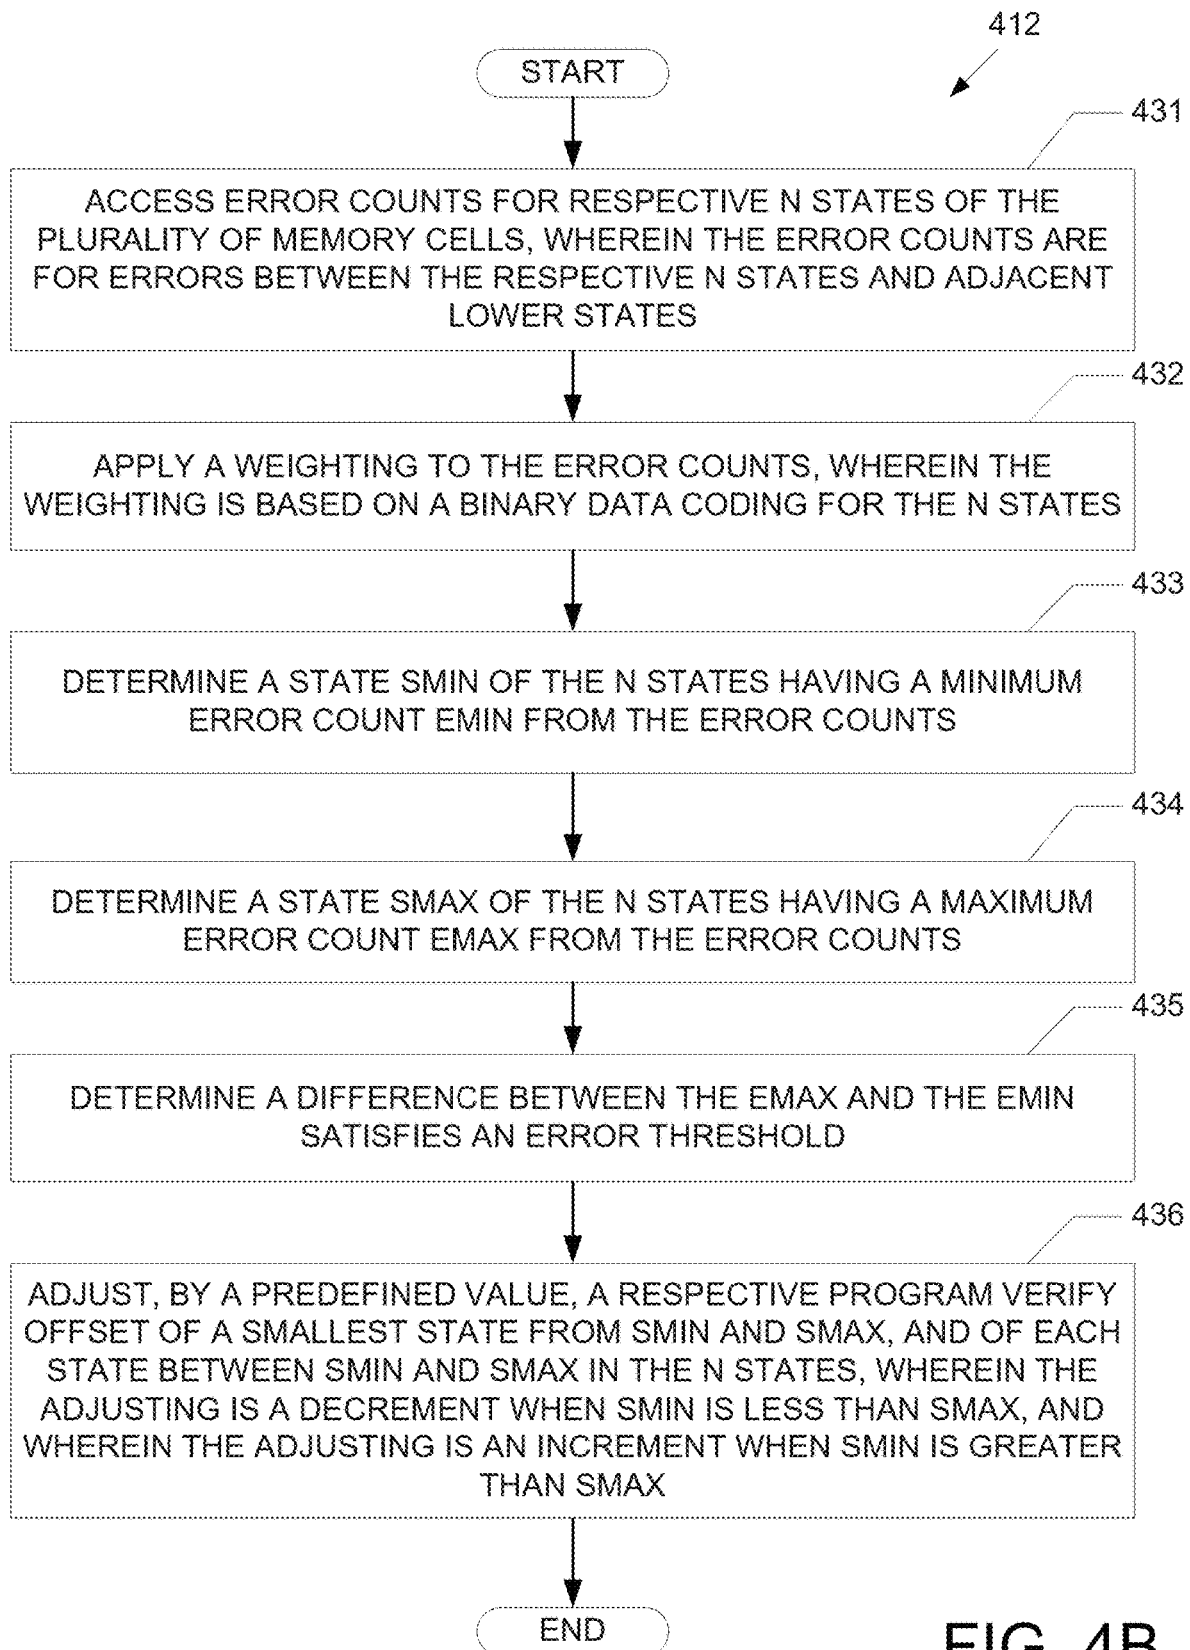 412
START
431
ACCESS ERROR COUNTS FOR RESPECTIVE N STATES OF THE
PLURALITY OF MEMORY CELLS, WHEREIN THE ERROR COUNTS ARE
FOR ERRORS BETWEEN THE RESPECTIVE N STATES AND ADJACENT
LOWER STATES
432
APPLY A WEIGHTING TO THE ERROR COUNTS, WHEREIN THE
WEIGHTING IS BASED ON A BINARY DATA CODING FOR THE N STATES
433
DETERMINE A STATE SMIN OF THE N STATES HAVING A MINIMUM
ERROR COUNT EMIN FROM THE ERROR COUNTS
434
DETERMINE A STATE SMAX OF THE N STATES HAVING A MAXIMUM
ERROR COUNT EMAX FROM THE ERROR COUNTS
435
DETERMINE A DIFFERENCE BETWEEN THE EMAX AND THE EMIN
SATISFIES AN ERROR THRESHOLD
436
ADJUST, BY A PREDEFINED VALUE, A RESPECTIVE PROGRAM VERIFY
OFFSET OF A SMALLEST STATE FROM SMIN AND SMAX, AND OF EACH
STATE BETWEEN SMIN AND SMAX IN THE N STATES, WHEREIN THE
ADJUSTING IS A DECREMENT WHEN SMIN IS LESS THAN SMAX, AND
WHEREIN THE ADJUSTING IS AN INCREMENT WHEN SMIN IS GREATER
THAN SMAX
END
FIG. 4B